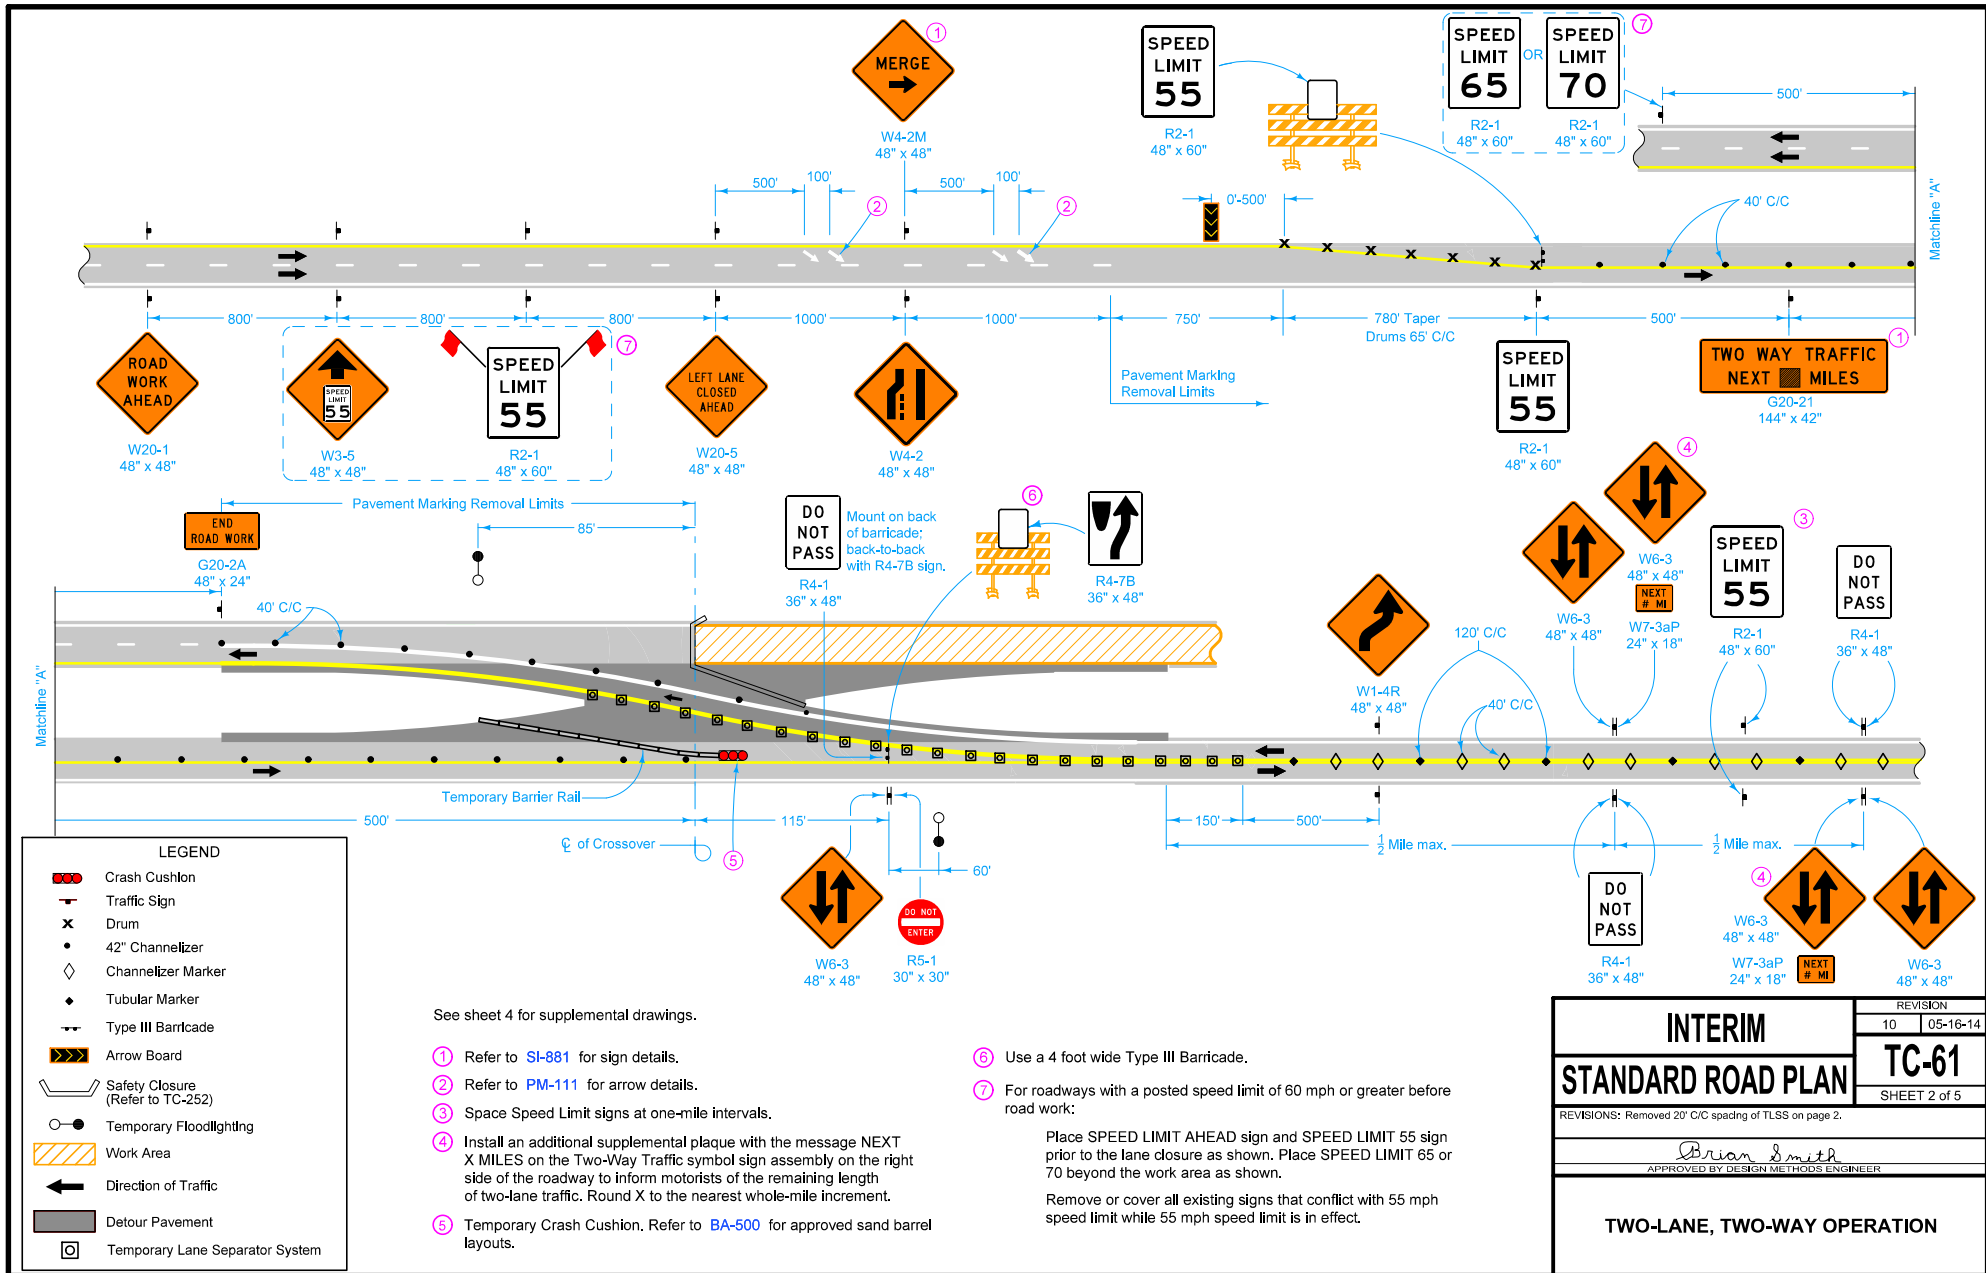 MERGE
1
W4-2M
48" x 48"
SPEED
LIMIT
55
R2-1
48" x 60"
SPEED
LIMIT
65
R2-1
48" x 60"
OR
SPEED
LIMIT
70
R2-1
48" x 60"
7
500'
500'
100'
2
500'
100'
2
0'-500'
40' C/C
Matchline "A"
800'
800'
800'
1000'
1000'
750'
780' Taper
Drums 65' C/C
500'
ROAD
WORK
AHEAD
W20-1
48" x 48"
SPEED
LIMIT
55
W3-5
48" x 48"
SPEED
LIMIT
55
R2-1
48" x 60"
7
LEFT LANE
CLOSED
AHEAD
W20-5
48" x 48"
W4-2
48" x 48"
Pavement Marking
Removal Limits
SPEED
LIMIT
55
R2-1
48" x 60"
TWO WAY TRAFFIC
NEXT MILES
1
G20-21
144" x 42"
Pavement Marking Removal Limits
85'
END
ROAD WORK
G20-2A
48" x 24"
40' C/C
DO
NOT
PASS
R4-1
36" x 48"
Mount on back
of barricade;
back-to-back
with R4-7B sign.
6
R4-7B
36" x 48"
W1-4R
48" x 48"
120' C/C
40' C/C
W6-3
48" x 48"
4
W6-3
48" x 48"
NEXT
# MI
W7-3aP
24" x 18"
3
SPEED
LIMIT
55
R2-1
48" x 60"
DO
NOT
PASS
R4-1
36" x 48"
Matchline "A"
Temporary Barrier Rail
500'
℄ of Crossover
5
115'
60'
150'
500'
1/2 Mile max.
1/2 Mile max.
W6-3
48" x 48"
DO NOT
ENTER
R5-1
30" x 30"
DO
NOT
PASS
R4-1
36" x 48"
4
W6-3
48" x 48"
W7-3aP
24" x 18"
NEXT
# MI
W6-3
48" x 48"
LEGEND
Crash Cushion
Traffic Sign
Drum
42" Channelizer
Channelizer Marker
Tubular Marker
Type III Barricade
Arrow Board
Safety Closure
(Refer to TC-252)
Temporary Floodlighting
Work Area
Direction of Traffic
Detour Pavement
Temporary Lane Separator System
See sheet 4 for supplemental drawings.
1 Refer to SI-881 for sign details.
2 Refer to PM-111 for arrow details.
3 Space Speed Limit signs at one-mile intervals.
4 Install an additional supplemental plaque with the message NEXT
X MILES on the Two-Way Traffic symbol sign assembly on the right
side of the roadway to inform motorists of the remaining length
of two-lane traffic. Round X to the nearest whole-mile increment.
5 Temporary Crash Cushion. Refer to BA-500 for approved sand barrel
layouts.
6 Use a 4 foot wide Type III Barricade.
7 For roadways with a posted speed limit of 60 mph or greater before
road work:
Place SPEED LIMIT AHEAD sign and SPEED LIMIT 55 sign
prior to the lane closure as shown. Place SPEED LIMIT 65 or
70 beyond the work area as shown.
Remove or cover all existing signs that conflict with 55 mph
speed limit while 55 mph speed limit is in effect.
INTERIM
STANDARD ROAD PLAN
REVISION
10 05-16-14
TC-61
SHEET 2 of 5
REVISIONS: Removed 20' C/C spacing of TLSS on page 2.
Brian Smith
APPROVED BY DESIGN METHODS ENGINEER
TWO-LANE, TWO-WAY OPERATION